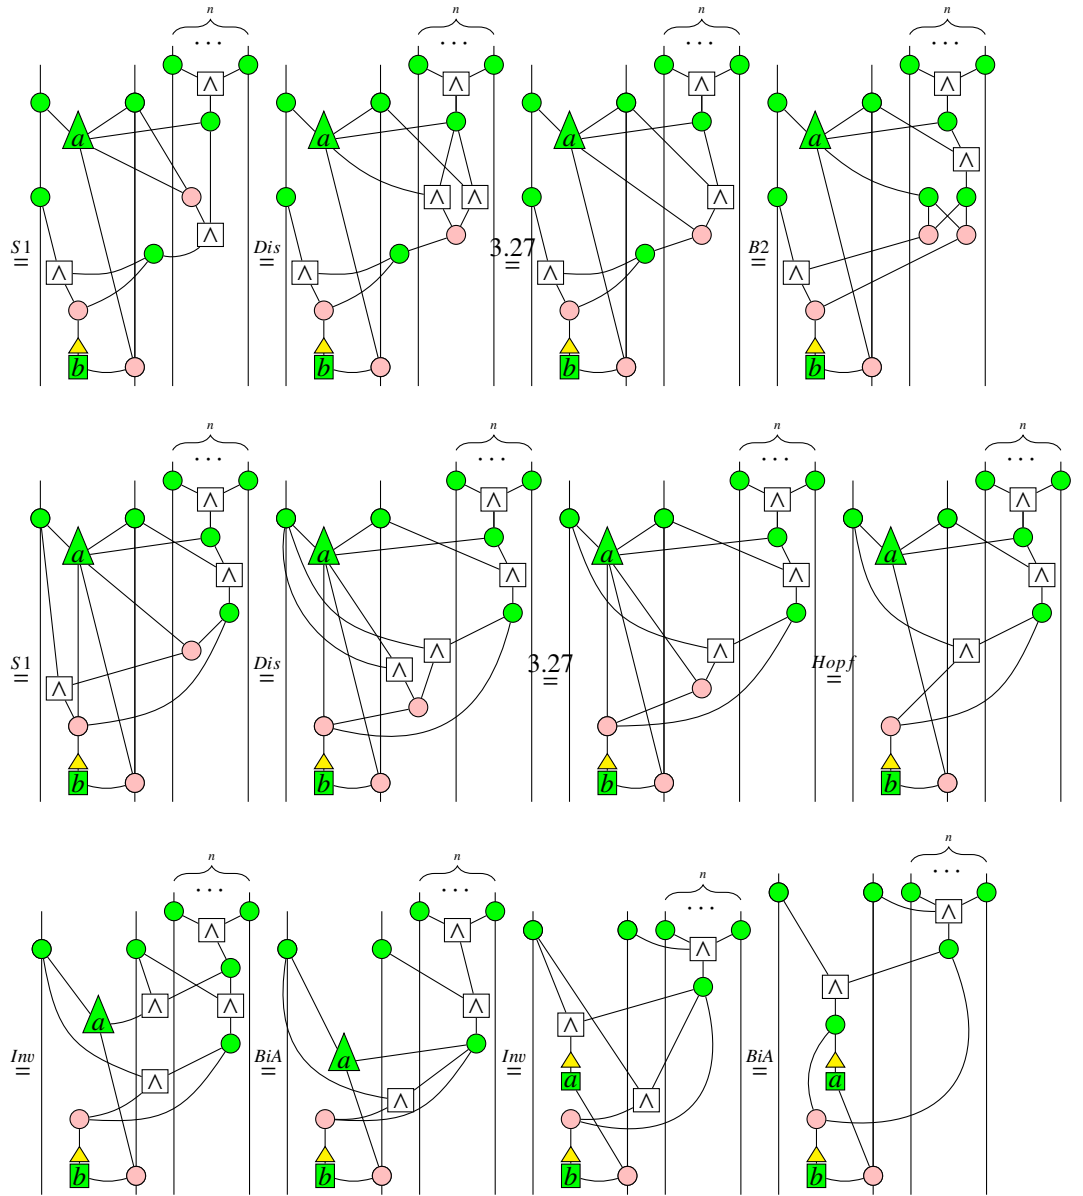 n n n n
... ... ... ...
∧ ∧ ∧ ∧
a a a a
∧
∧ ∧ ∧ ∧ ∧
S1 = Dis = 3.27 = B2 =
∧ ∧ ∧ ∧
b b b b
n n n n
... ... ... ...
∧ ∧ ∧ ∧
a a a a
∧ ∧ ∧ ∧
∧ ∧ ∧ ∧
S1 = Dis = 3.27 = Hopf =
∧
b b b b
n
n n n
... ... ... ...
∧ ∧ ∧ ∧
∧ ∧ ∧ ∧
a ∧
a
Inv = BiA = Inv = BiA =
∧ a a
∧ ∧
b b b b